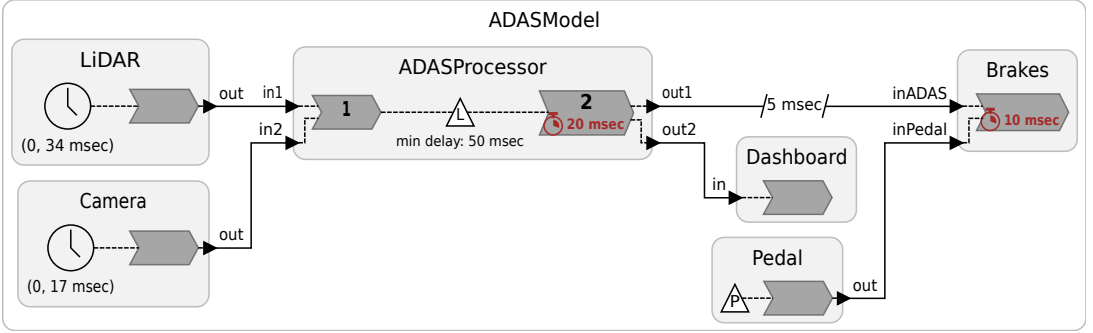 ADASModel
LiDAR
(0, 34 msec)
out
in1
in2
ADASProcessor
1
L
min delay: 50 msec
2
20 msec
out1
out2
5 msec
inADAS
inPedal
Brakes
10 msec
Camera
(0, 17 msec)
out
Dashboard
in
Pedal
P
out